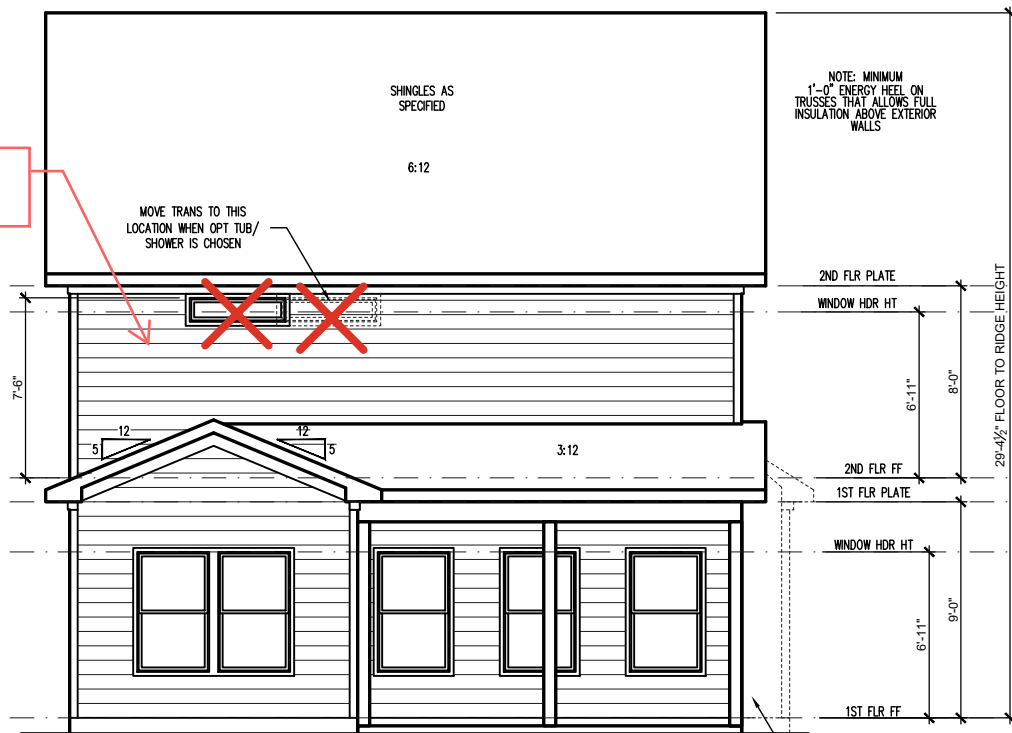 SHINGLES AS
SPECIFIED
6:12
NOTE: MINIMUM
1'-0" ENERGY HEEL ON
TRUSSES THAT ALLOWS FULL
INSULATION ABOVE EXTERIOR
WALLS
MOVE TRANS TO THIS
LOCATION WHEN OPT TUB/
SHOWER IS CHOSEN
2ND FLR PLATE
WINDOW HDR HT
7'-6"
6'-11"
8'-0"
29'-4½" FLOOR TO RIDGE HEIGHT
12
5
12
5
3:12
2ND FLR FF
1ST FLR PLATE
WINDOW HDR HT
6'-11"
9'-0"
1ST FLR FF